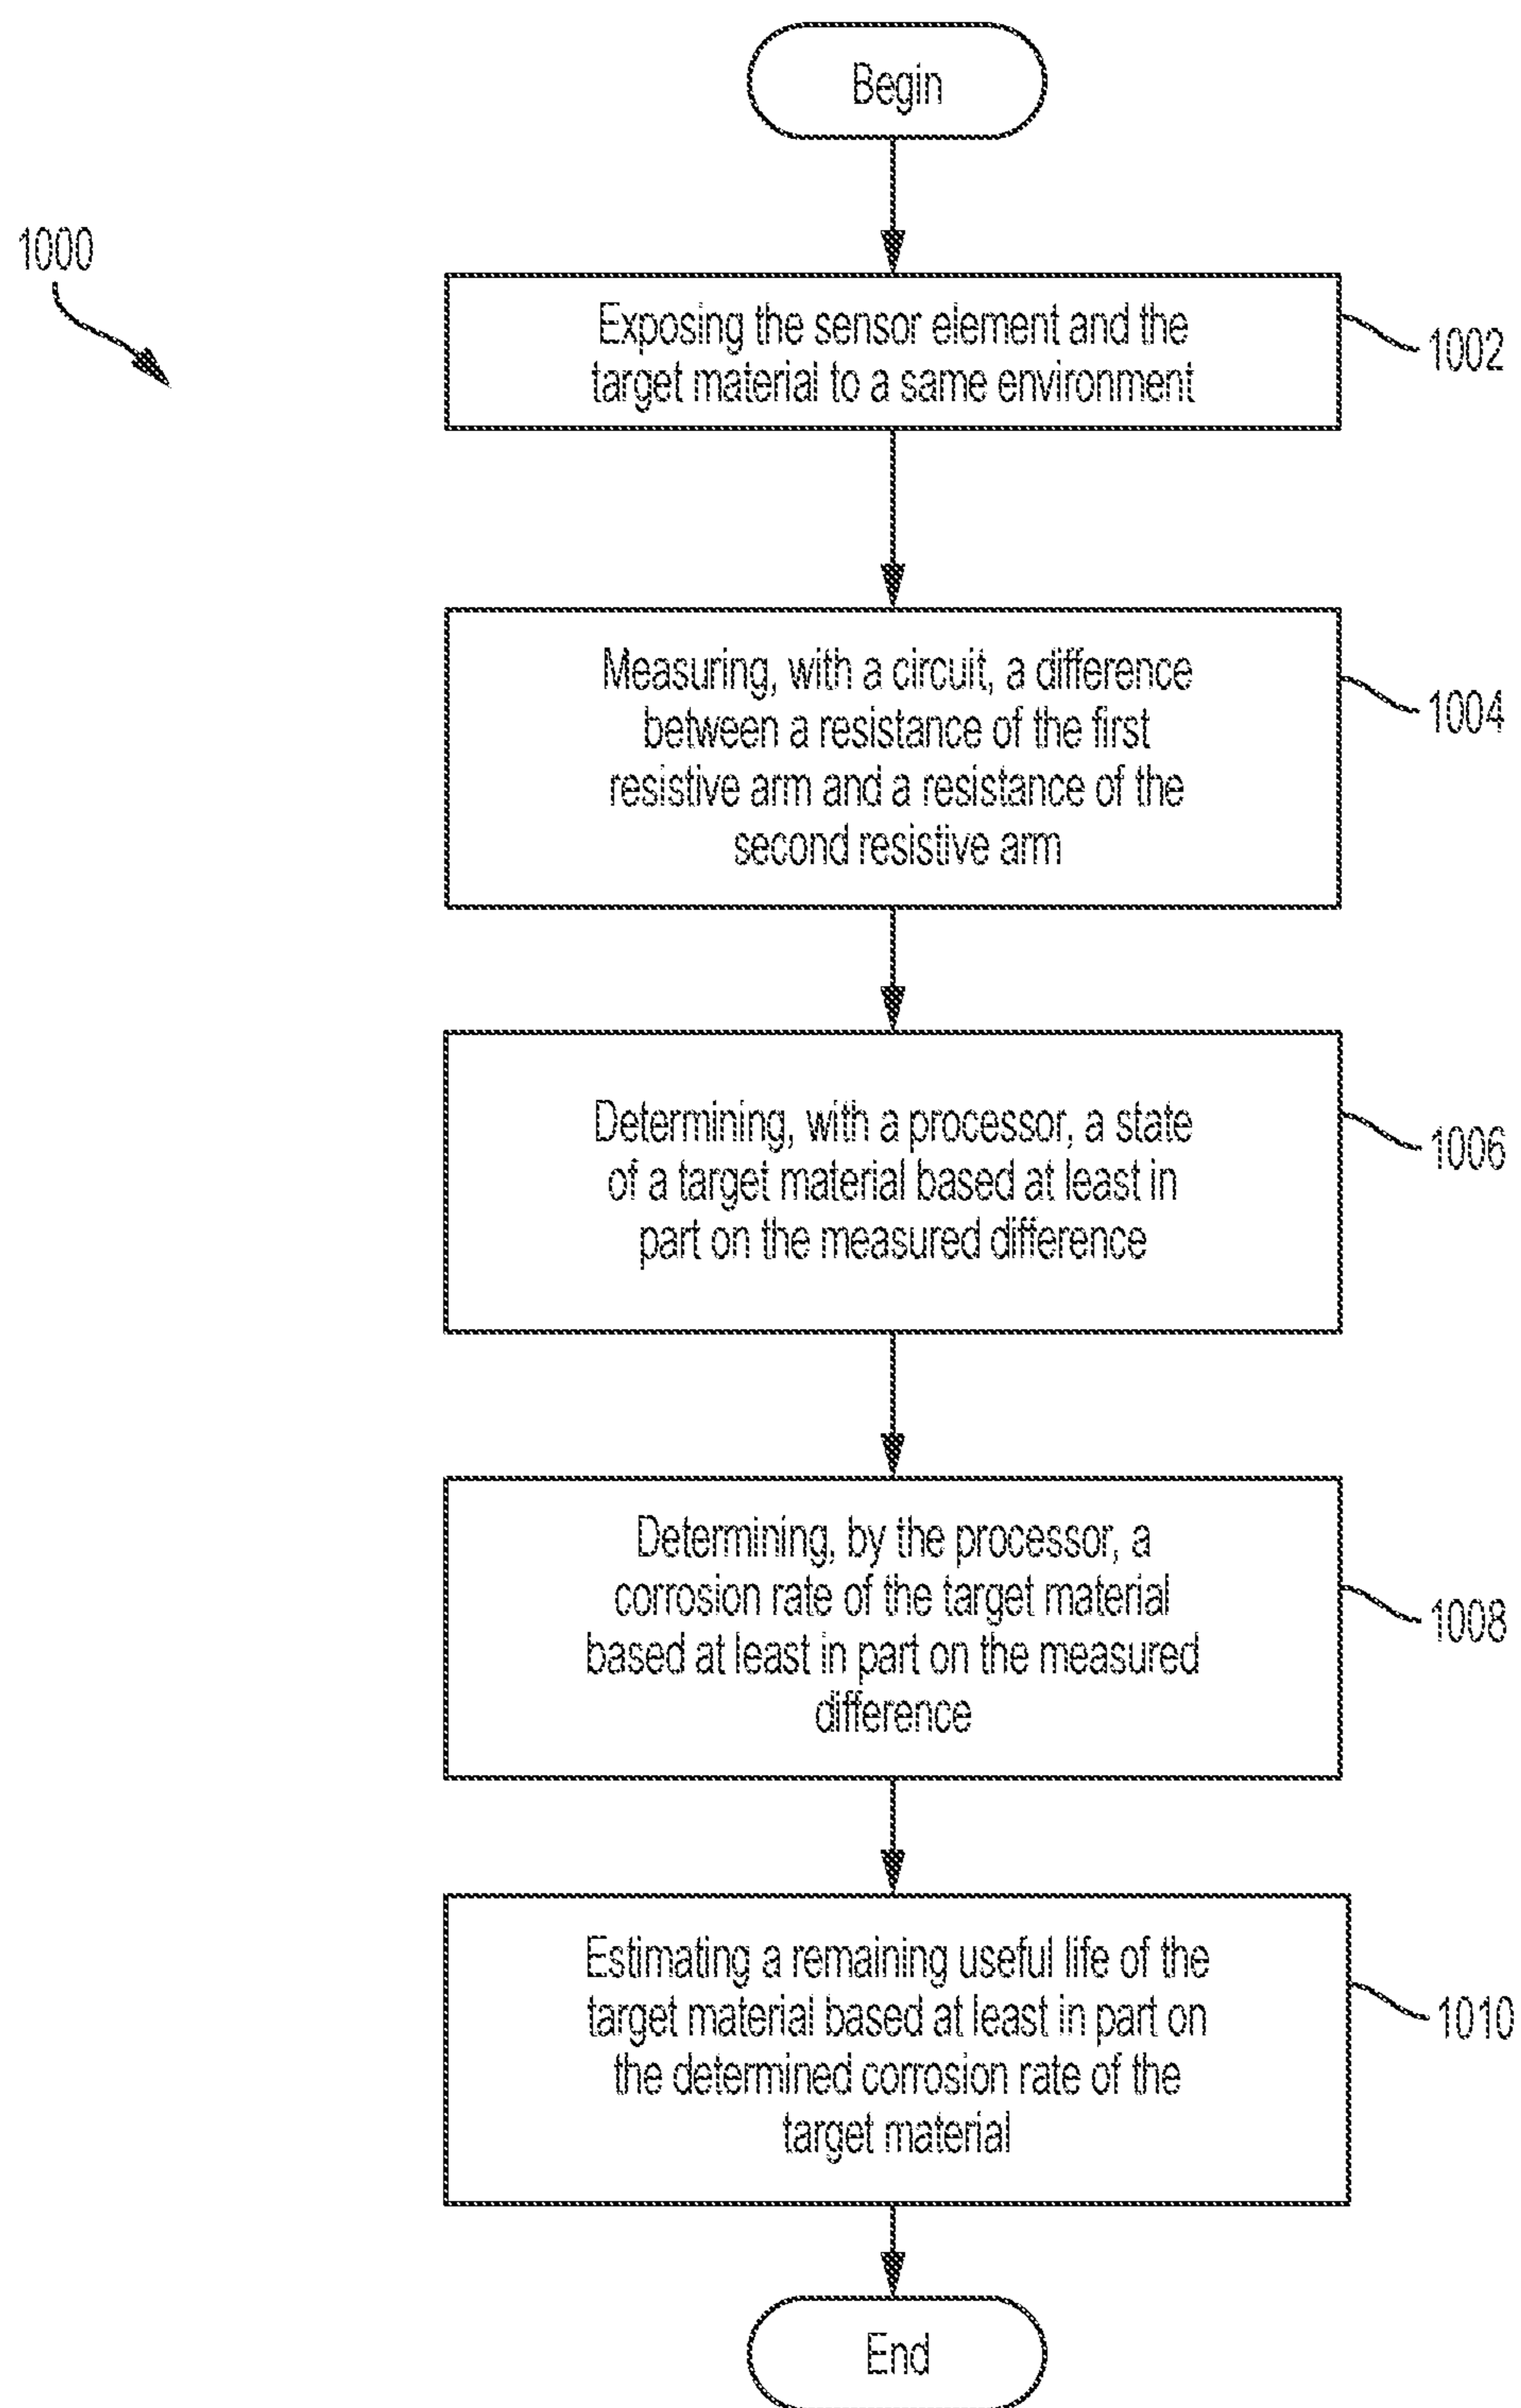 Begin
1000
Exposing the sensor element and the
target material to a same environment
1002
Measuring, with a circuit, a difference
between a resistance of the first
resistive arm and a resistance of the
second resistive arm
1004
Determining, with a processor, a state
of a target material based at least in
part on the measured difference
1006
Determining, by the processor, a
corrosion rate of the target material
based at least in part on the measured
difference
1008
Estimating a remaining useful life of the
target material based at least in part on
the determined corrosion rate of the
target material
1010
End